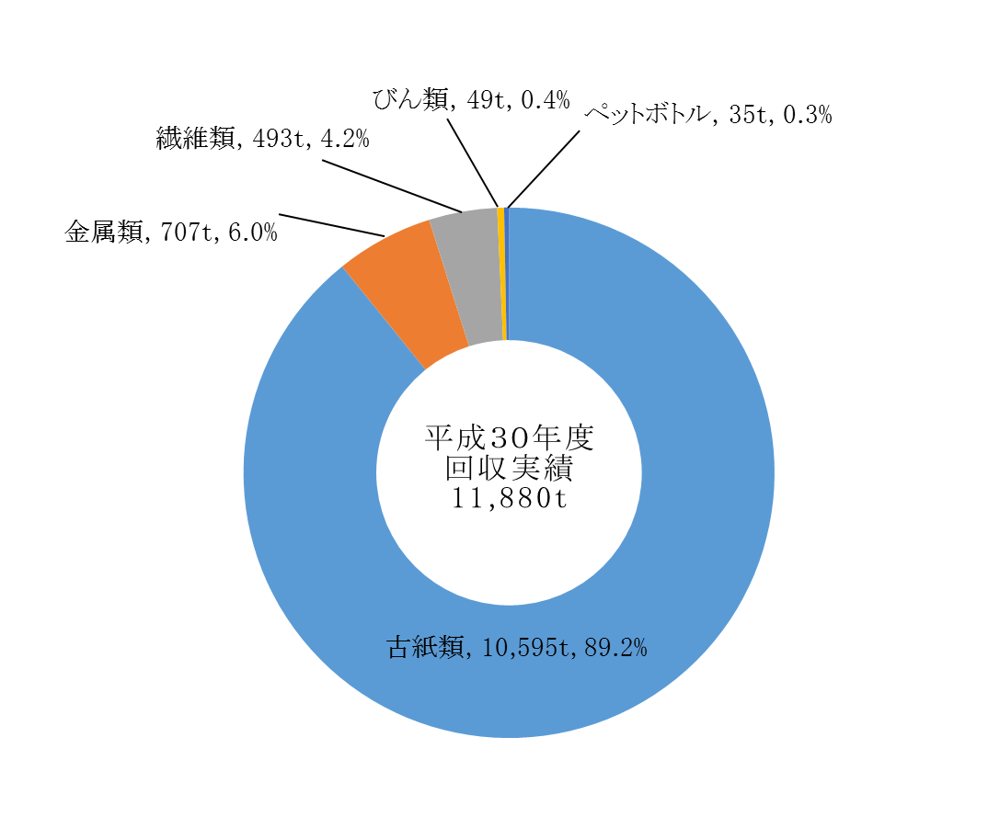 びん類, 49t, 0.4%
ペットボトル, 35t, 0.3%
繊維類, 493t, 4.2%
金属類, 707t, 6.0%
平成30年度
回収実績
11,880t
古紙類, 10,595t, 89.2%